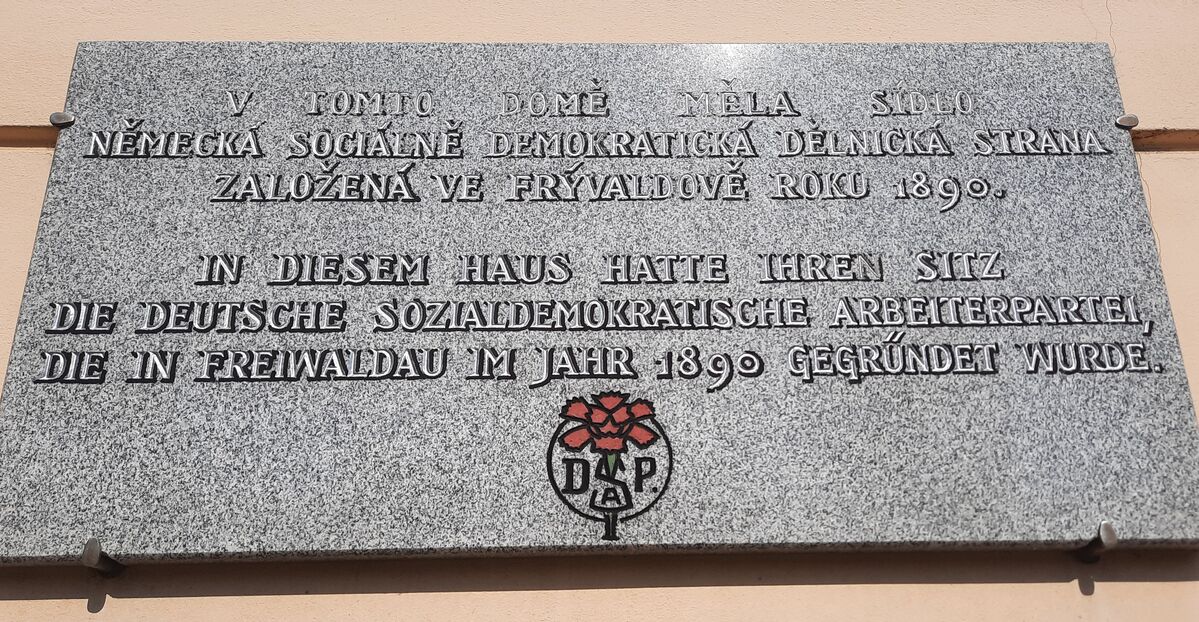 V TOMTO DOMĚ MĚLA SÍDLO
NĚMECKÁ SOCIÁLNĚ DEMOKRATICKÁ DĚLNICKÁ STRANA
ZALOŽENÁ VE FRÝVALDOVĚ ROKU 1890.
IN DIESEM HAUS HATTE IHREN SITZ
DIE DEUTSCHE SOZIALDEMOKRATISCHE ARBEITERPARTEI,
DIE IN FREIWALDAU IM JAHR 1890 GEGRŰNDET WURDE.
DSAP.